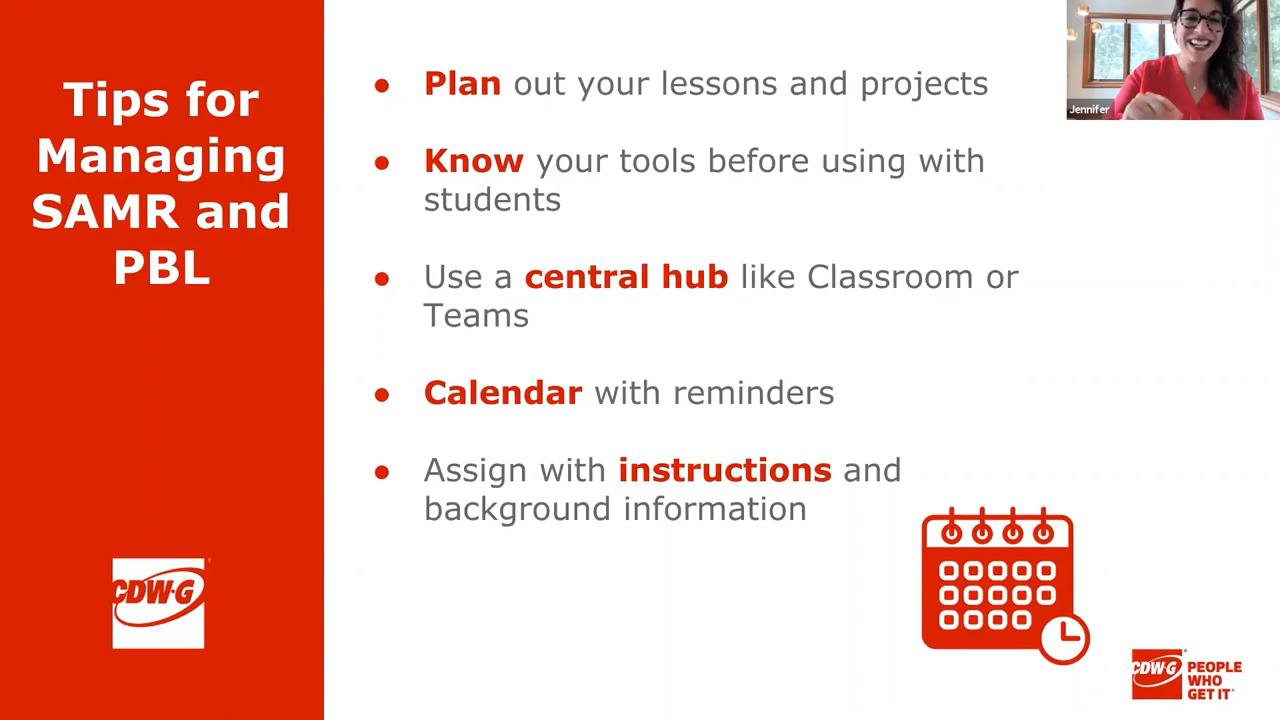 Tips for
Managing
SAMR and
PBL
● Plan out your lessons and projects
● Know your tools before using with
students
● Use a central hub like Classroom or
Teams
● Calendar with reminders
● Assign with instructions and
background information
Jennifer
CDW·G
CDW·G
PEOPLE
WHO
GET IT